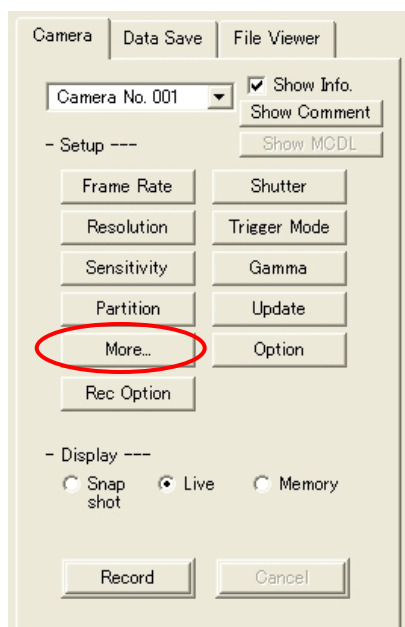 Camera Data Save File Viewer
Camera No. 001
Show Info.
Show Comment
- Setup ---
Show MCDL
Frame Rate Shutter
Resolution Trigger Mode
Sensitivity Gamma
Partition Update
More... Option
Rec Option
- Display ---
Snap shot Live Memory
Record Cancel